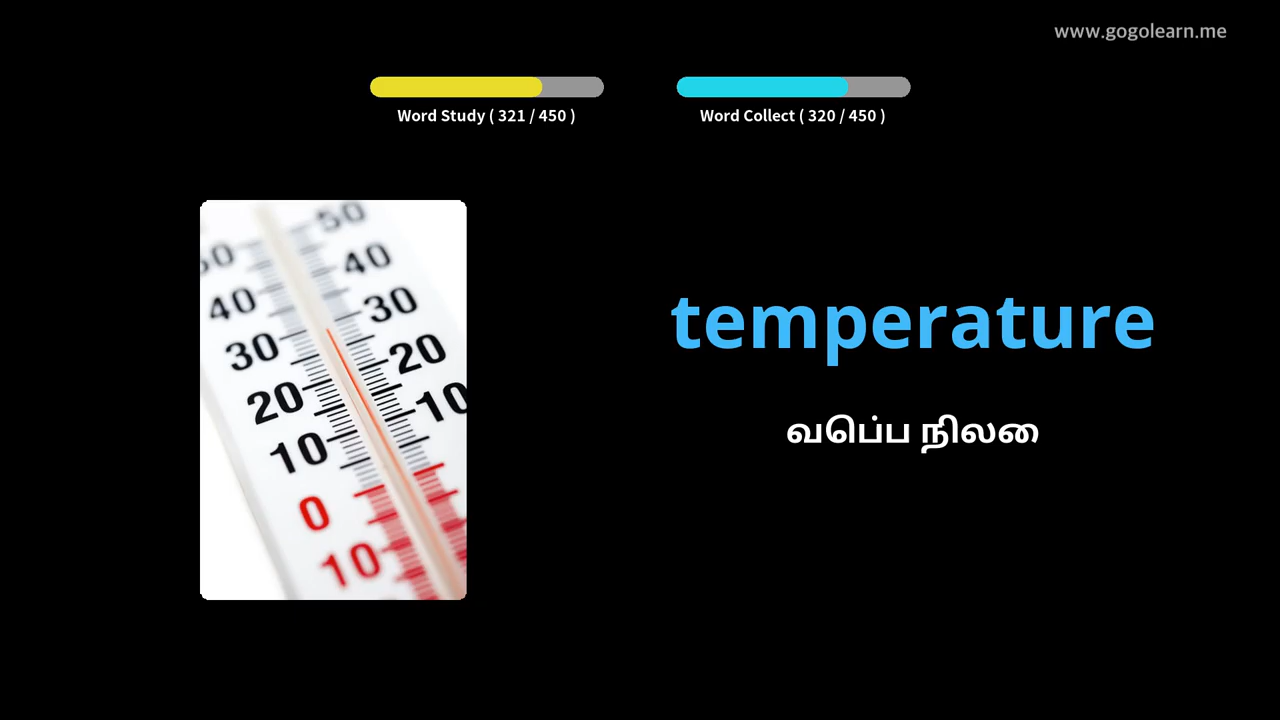 www.gogolearn.me
Word Study ( 321 / 450 )
Word Collect ( 320 / 450 )
50
40 40
30 30
20 20
10 10
0
10
temperature
வெப்ப நிலை